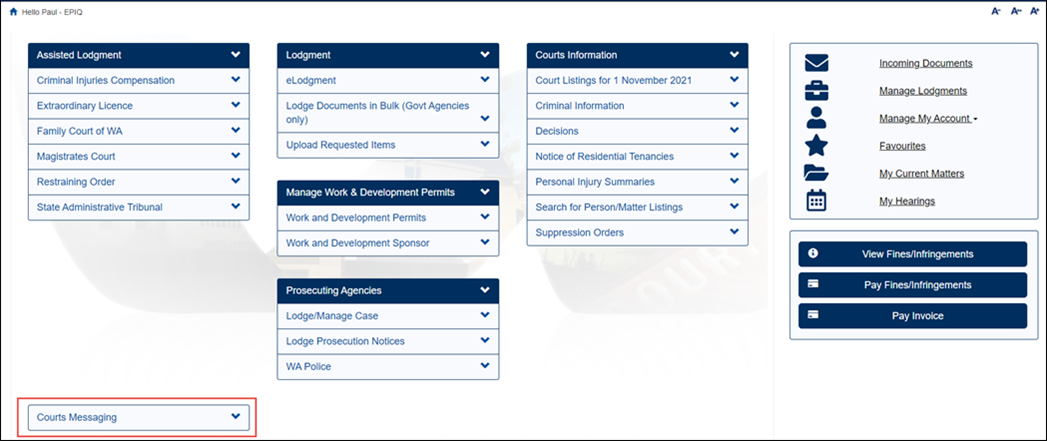 Hello Paul - EPIQ
A- A↔ A+
Assisted Lodgment
Criminal Injuries Compensation
Extraordinary Licence
Family Court of WA
Magistrates Court
Restraining Order
State Administrative Tribunal
Lodgment
eLodgment
Lodge Documents in Bulk (Govt Agencies
only)
Upload Requested Items
Manage Work & Development Permits
Work and Development Permits
Work and Development Sponsor
Prosecuting Agencies
Lodge/Manage Case
Lodge Prosecution Notices
WA Police
Courts Information
Court Listings for 1 November 2021
Criminal Information
Decisions
Notice of Residential Tenancies
Personal Injury Summaries
Search for Person/Matter Listings
Suppression Orders
Incoming Documents
Manage Lodgments
Manage My Account
Favourites
My Current Matters
My Hearings
View Fines/Infringements
Pay Fines/Infringements
Pay Invoice
Courts Messaging